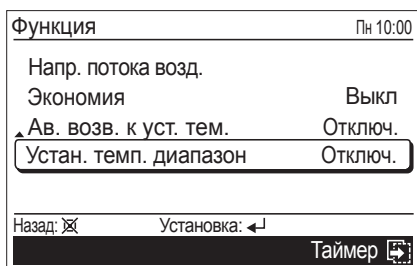 Функция Пн 10:00
Напр. потока возд.
Экономия Выкл
Ав. возв. к уст. тем. Отключ.
Устан. темп. диапазон Отключ.
Назад: Установка:
Таймер